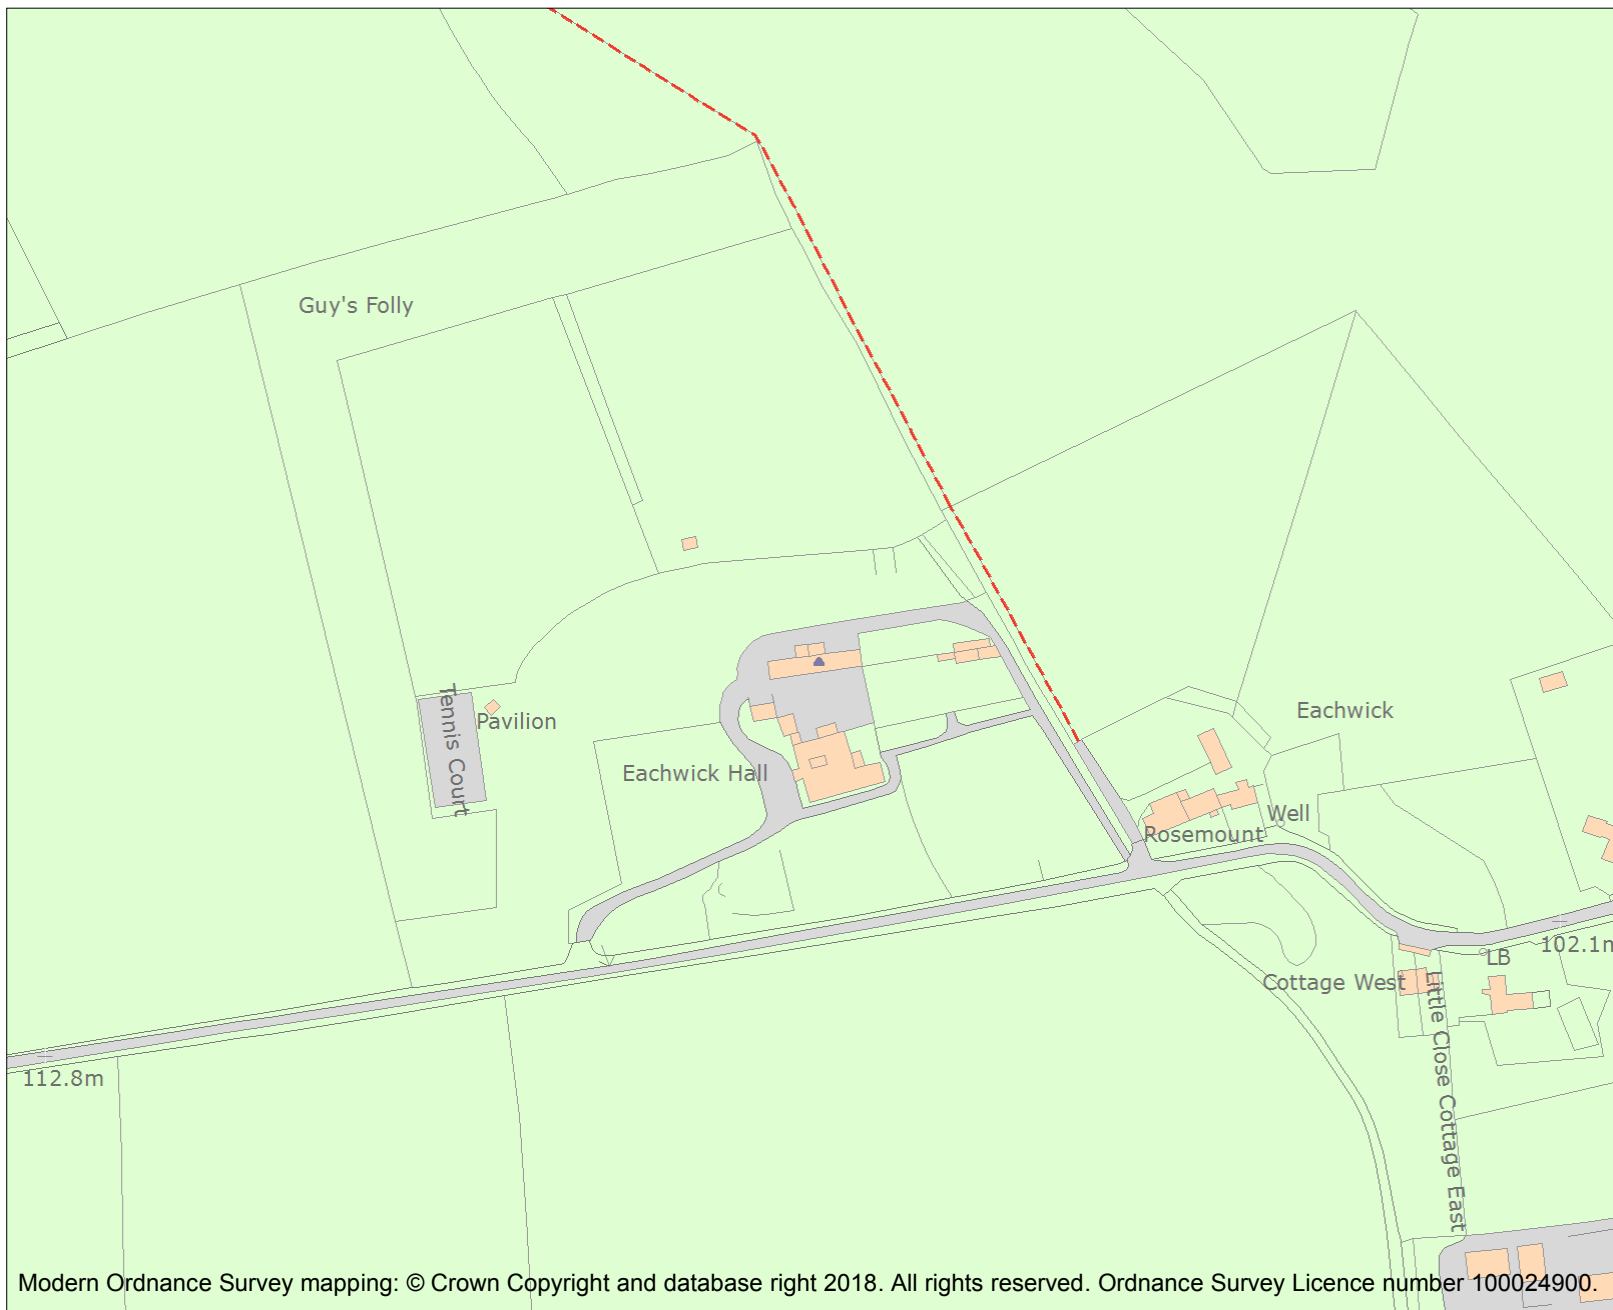 Guy's Folly
Tennis Court
Pavilion
Eachwick
Eachwick Hall
Well
Rosemount
102.1m
LB
Cottage West
Little Close Cottage East
112.8m
Modern Ordnance Survey mapping: © Crown Copyright and database right 2018. All rights reserved. Ordnance Survey Licence number 100024900.